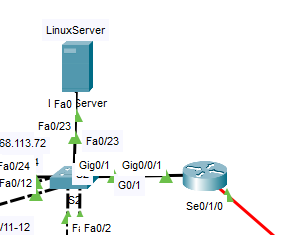 LinuxServer
Fa0 Server
Fa0/23
Fa0/23
68.113.72
Fa0/24
Gig0/1
Gig0/0/1
Fa0/12
G0/1
S2
Se0/1/0
0/11-12
Fa0/2